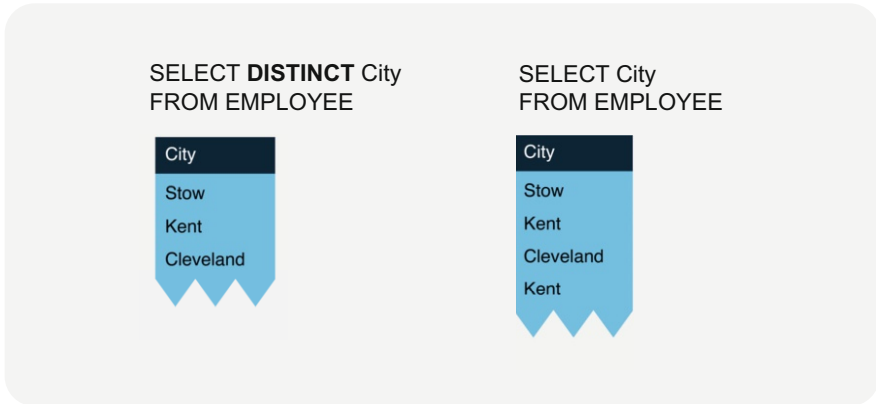 SELECT DISTINCT City
FROM EMPLOYEE
City
Stow
Kent
Cleveland
SELECT City
FROM EMPLOYEE
City
Stow
Kent
Cleveland
Kent